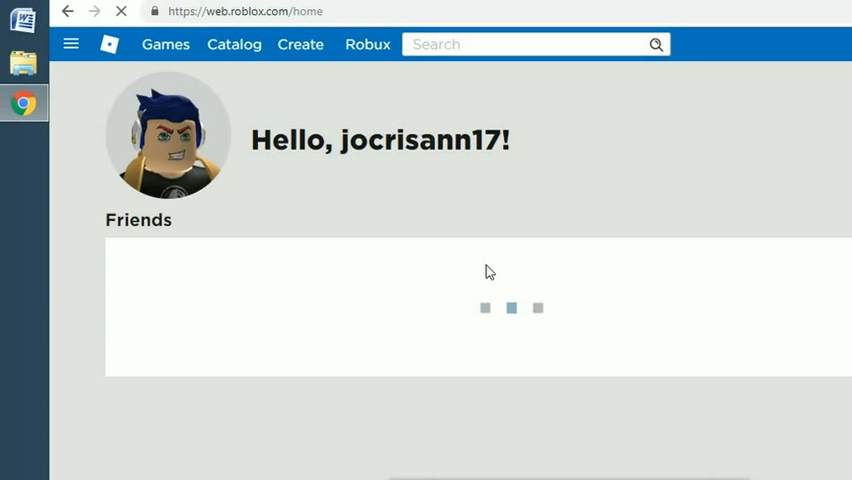 https://web.roblox.com/home
Games Catalog Create Robux Search
Hello, jocrisann17!
Friends